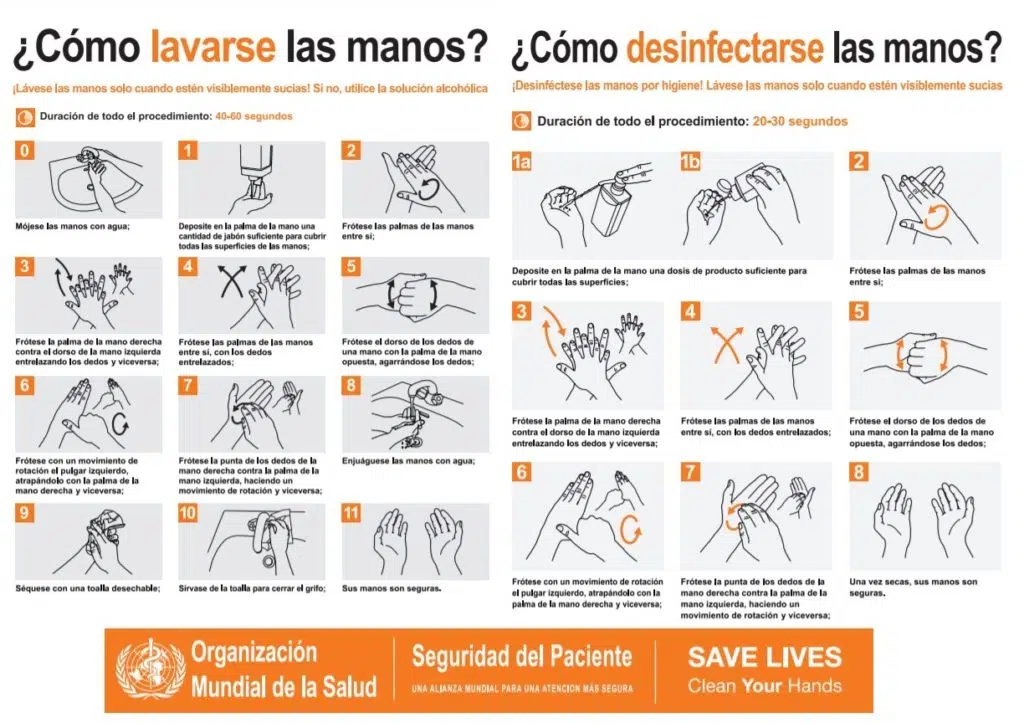 ¿Cómo lavarse las manos?
¡Lávese las manos solo cuando estén visiblemente sucias! Si no, utilice la solución alcohólica
Duración de todo el procedimiento: 40-60 segundos
0
Mójese las manos con agua;
1
Deposite en la palma de la mano una
cantidad de jabón suficiente para cubrir
todas las superficies de las manos;
2
Frótese las palmas de las manos
entre sí;
3
Frótese la palma de la mano derecha
contra el dorso de la mano izquierda
entrelazando los dedos y viceversa;
4
Frótese las palmas de las manos
entre sí, con los dedos
entrelazados;
5
Frótese el dorso de los dedos de
una mano con la palma de la mano
opuesta, agarrándose los dedos;
6
Frótese con un movimiento de
rotación el pulgar izquierdo,
atrapándolo con la palma de la
mano derecha y viceversa;
7
Frótese la punta de los dedos de la
mano derecha contra la palma de la
mano izquierda, haciendo un
movimiento de rotación y viceversa;
8
Enjuáguese las manos con agua;
9
Séquese con una toalla desechable;
10
Sírvase de la toalla para cerrar el grifo;
11
Sus manos son seguras.
¿Cómo desinfectarse las manos?
¡Desinféctese las manos por higiene! Lávese las manos solo cuando estén visiblemente sucias
Duración de todo el procedimiento: 20-30 segundos
1a
1b
Deposite en la palma de la mano una dosis de producto suficiente para
cubrir todas las superficies;
2
Frótese las palmas de las manos
entre sí;
3
Frótese la palma de la mano derecha
contra el dorso de la mano izquierda
entrelazando los dedos y viceversa;
4
Frótese las palmas de las manos
entre sí, con los dedos entrelazados;
5
Frótese el dorso de los dedos de
una mano con la palma de la mano
opuesta, agarrándose los dedos;
6
Frótese con un movimiento de rotación
el pulgar izquierdo, atrapándolo con la
palma de la mano derecha y viceversa;
7
Frótese la punta de los dedos de la
mano derecha contra la palma de la
mano izquierda, haciendo un
movimiento de rotación y viceversa;
8
Una vez secas, sus manos son
seguras.
Organización
Mundial de la Salud
Seguridad del Paciente
UNA ALIANZA MUNDIAL PARA UNA ATENCION MÁS SEGURA
SAVE LIVES
Clean Your Hands